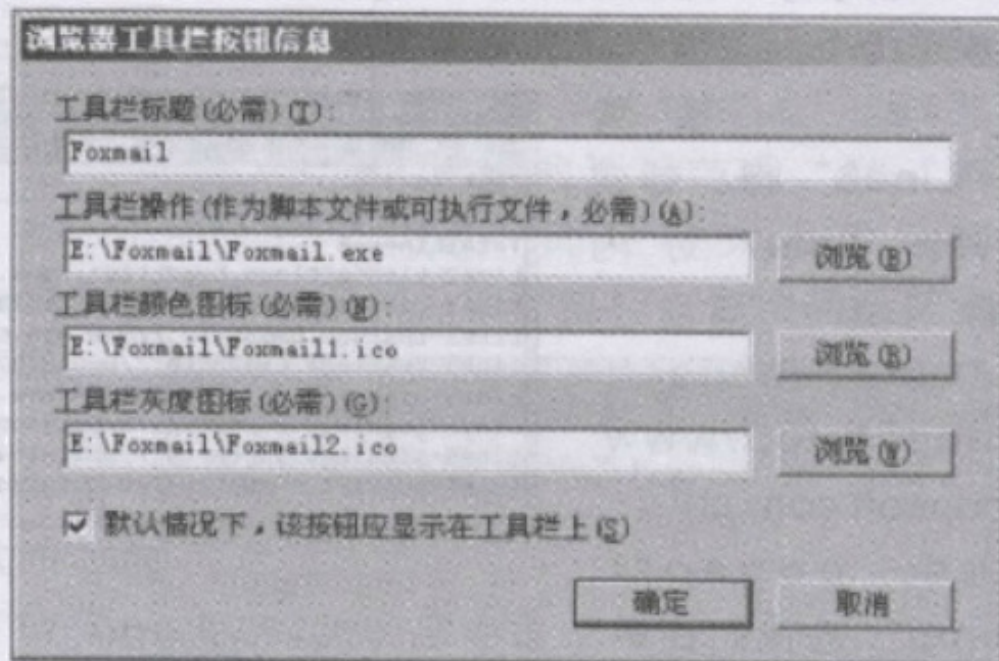 浏览器工具栏按钮信息
工具栏标题(必需)(T):
Foxmail
工具栏操作(作为脚本文件或可执行文件，必需)(A):
E:\Foxmail\Foxmail.exe
浏览(B)
工具栏颜色图标(必需)(N):
E:\Foxmail\Foxmail1.ico
浏览(R)
工具栏灰度图标(必需)(G):
E:\Foxmail\Foxmail2.ico
浏览(W)
默认情况下，该按钮应显示在工具栏上(S)
确定 取消